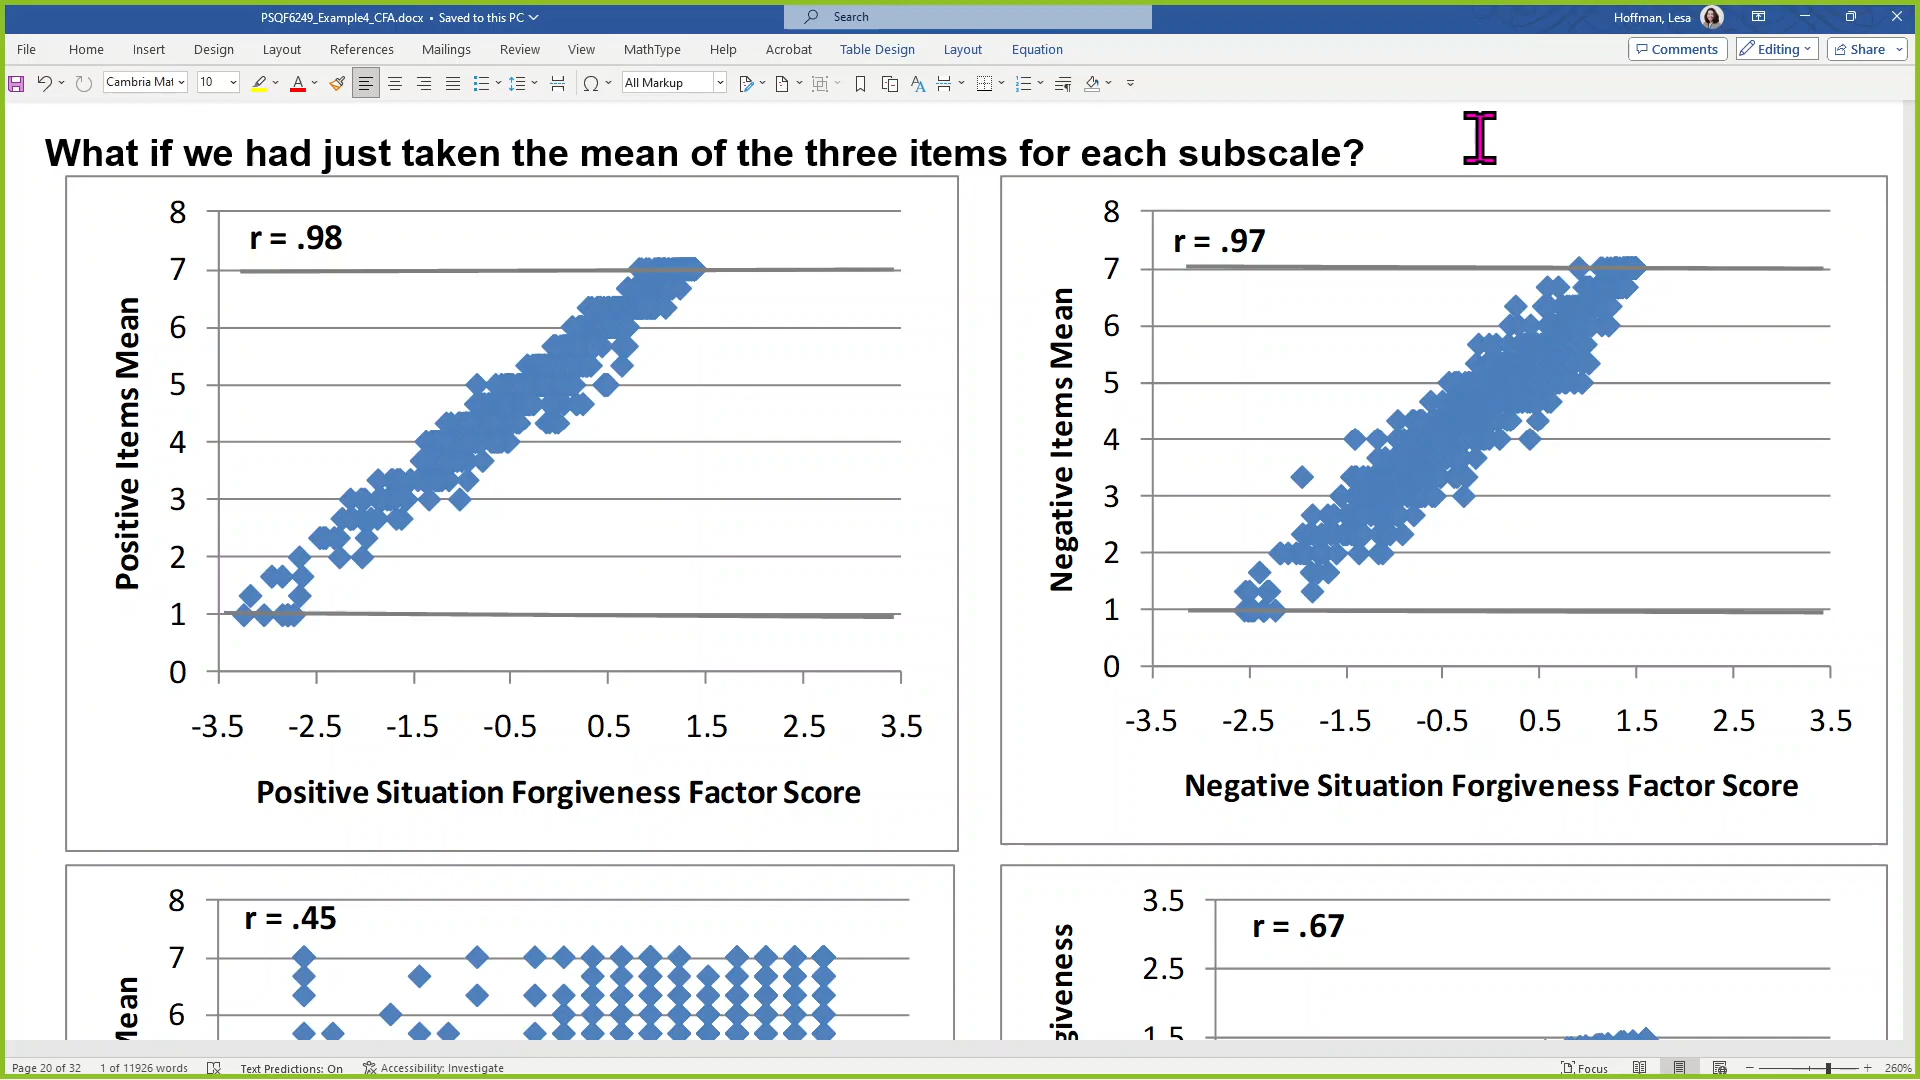 PSQF6249_Example4_CFA.docx • Saved to this PC
Search
Hoffman, Lesa
File Home Insert Design Layout References Mailings Review View MathType Help Acrobat Table Design Layout Equation
Comments Editing Share
Cambria Mat 10 All Markup
What if we had just taken the mean of the three items for each subscale?
r = .98
8
7
6
5
4
3
2
1
0
Positive Items Mean
-3.5 -2.5 -1.5 -0.5 0.5 1.5 2.5 3.5
Positive Situation Forgiveness Factor Score
r = .97
8
7
6
5
4
3
2
1
0
Negative Items Mean
-3.5 -2.5 -1.5 -0.5 0.5 1.5 2.5 3.5
Negative Situation Forgiveness Factor Score
r = .45
8
7
6
Mean
r = .67
3.5
2.5
1.5
giveness
Page 20 of 32 1 of 11926 words Text Predictions: On Accessibility: Investigate Focus 260%